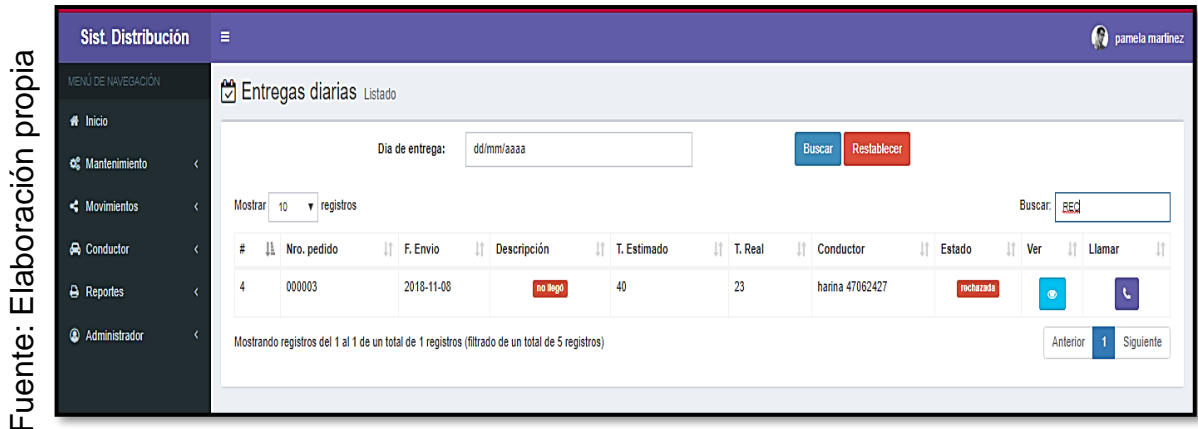 Fuente: Elaboración propia
Sist. Distribución
pamela martinez
MENÚ DE NAVEGACIÓN
Inicio
Mantenimiento
Movimientos
Conductor
Reportes
Administrador
Entregas diarias Listado
Dia de entrega: dd/mm/aaaa Buscar Restablecer
Mostrar 10 registros Buscar: REC
# Nro. pedido F. Envio Descripción T. Estimado T. Real Conductor Estado Ver Llamar
4 000003 2018-11-08 no llegó 40 23 harina 47062427 rechazada
Mostrando registros del 1 al 1 de un total de 1 registros (filtrado de un total de 5 registros)
Anterior 1 Siguiente